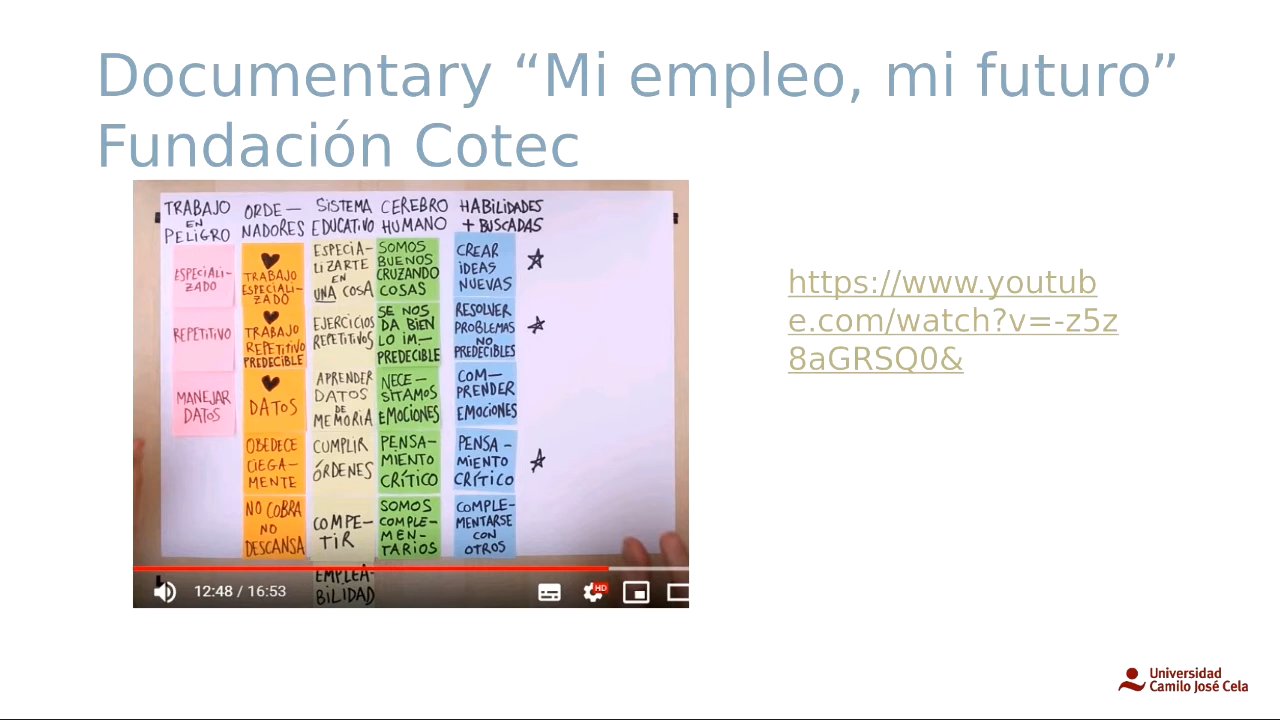 Documentary “Mi empleo, mi futuro”
Fundación Cotec
TRABAJO
EN
PELIGRO
ESPECIALI-
ZADO
REPETITIVO
MANEJAR
DATOS
ORDE-
NADORES
♥
TRABAJO
ESPECIALI-
ZADO
♥
TRABAJO
REPETITIVO
PREDECIBLE
♥
DATOS
OBEDECE
CIEGA-
MENTE
NO COBRA
NO
DESCANSA
SISTEMA
EDUCATIVO
ESPECIA-
LIZARTE
EN
UNA COSA
EJERCICIOS
REPETITIVOS
APRENDER
DATOS
DE
MEMORIA
CUMPLIR
ÓRDENES
COMPE-
TIR
EMPLEA-
BILIDAD
CEREBRO
HUMANO
SOMOS
BUENOS
CRUZANDO
COSAS
SE NOS
DA BIEN
LO IM-
PREDECIBLE
NECE-
SITAMOS
EMOCIONES
PENSA-
MIENTO
CRÍTICO
SOMOS
COMPLE-
MEN-
TARIOS
HABILIDADES
+ BUSCADAS
CREAR
IDEAS
NUEVAS
RESOLVER
PROBLEMAS
NO
PREDECIBLES
COM-
PRENDER
EMOCIONES
PENSA-
MIENTO
CRÍTICO
COMPLE-
MENTARSE
CON
OTROS
12:48 / 16:53
HD
https://www.youtub
e.com/watch?v=-z5z
8aGRSQ0&
Universidad
Camilo José Cela